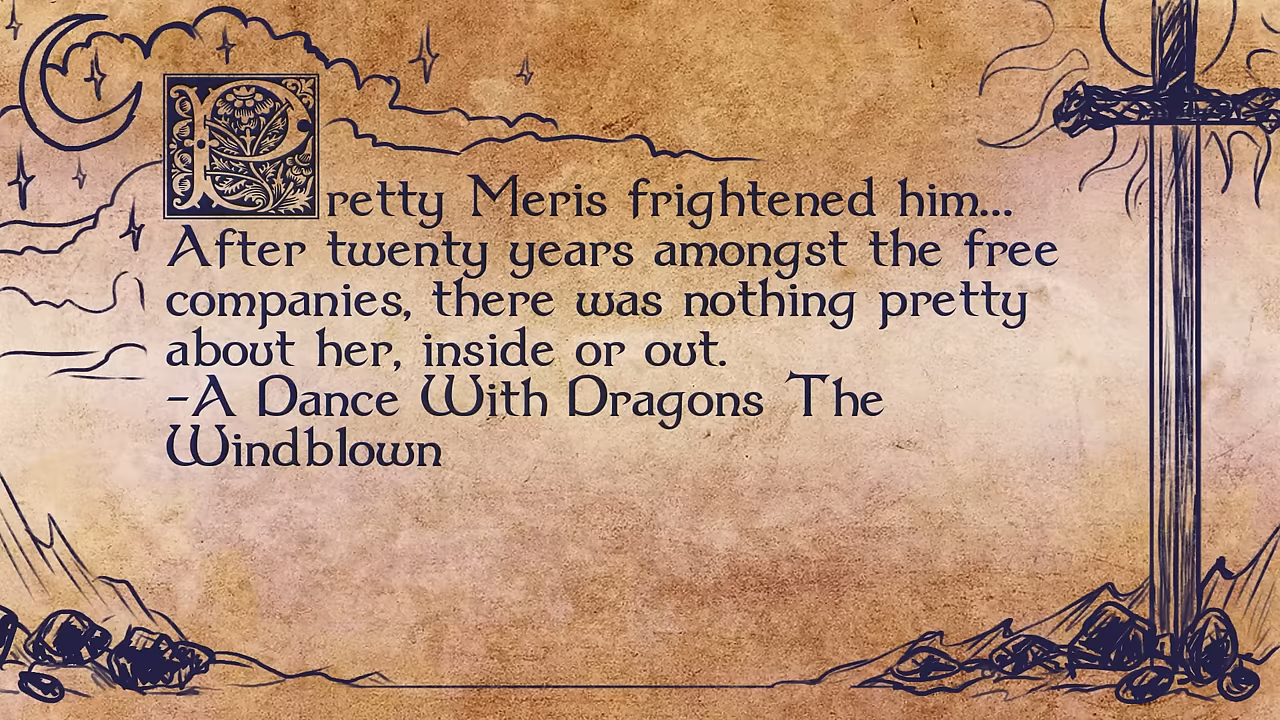 Pretty Meris frightened him...
After twenty years amongst the free
companies, there was nothing pretty
about her, inside or out.
-A Dance With Dragons The
Windblown